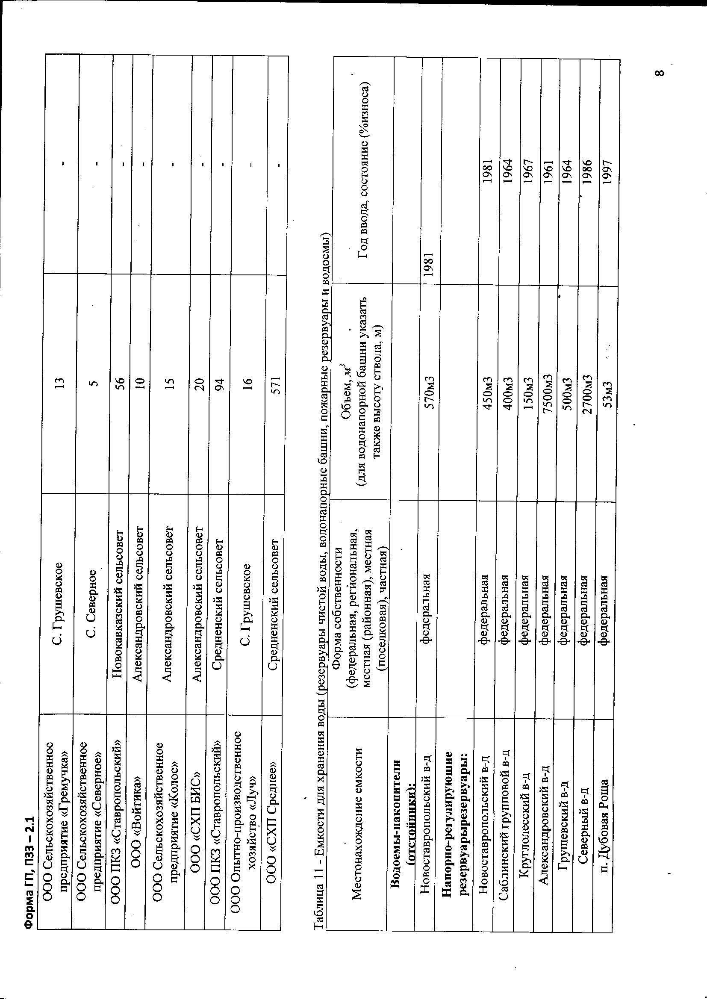 Форма ГП, ПЗЗ – 2.1
ООО Сельскохозяйственное
предприятие «Гремучка»
С. Грушевское
13
-
ООО Сельскохозяйственное
предприятие «Северное»
С. Северное
5
-
ООО ПКЗ «Ставропольский»
Новокавказский сельсовет
56
-
ООО «Войтика»
Александровский сельсовет
10
-
ООО Сельскохозяйственное
предприятие «Колос»
Александровский сельсовет
15
-
ООО «СХП БИС»
Александровский сельсовет
20
-
ООО ПКЗ «Ставропольский»
Средненский сельсовет
94
-
ООО Опытно-производственное
хозяйство «Луч»
С. Грушевское
16
-
ООО «СХП Среднее»
Средненский сельсовет
571
-
Таблица 11 - Емкости для хранения воды (резервуары чистой воды, водонапорные башни, пожарные резервуары и водоемы)
Местонахождение емкости
Форма собственности
(федеральная, региональная,
местная (районная), местная
(поселковая), частная)
Объем, м³
(для водонапорной башни указать
также высоту ствола, м)
Год ввода, состояние (%износа)
Водоемы-накопители
(отстойники):
Новоставропольский в-д
федеральная
570м3
1981
Напорно-регулирующие
резервуарырезервуары:
Новоставропольский в-д
федеральная
450м3
1981
Саблинский групповой в-д
федеральная
400м3
1964
Круглолесский в-д
федеральная
150м3
1967
Александровский в-д
федеральная
7500м3
1961
Грушевский в-д
федеральная
500м3
1964
Северный в-д
федеральная
2700м3
1986
п. Дубовая Роща
федеральная
53м3
1997
8